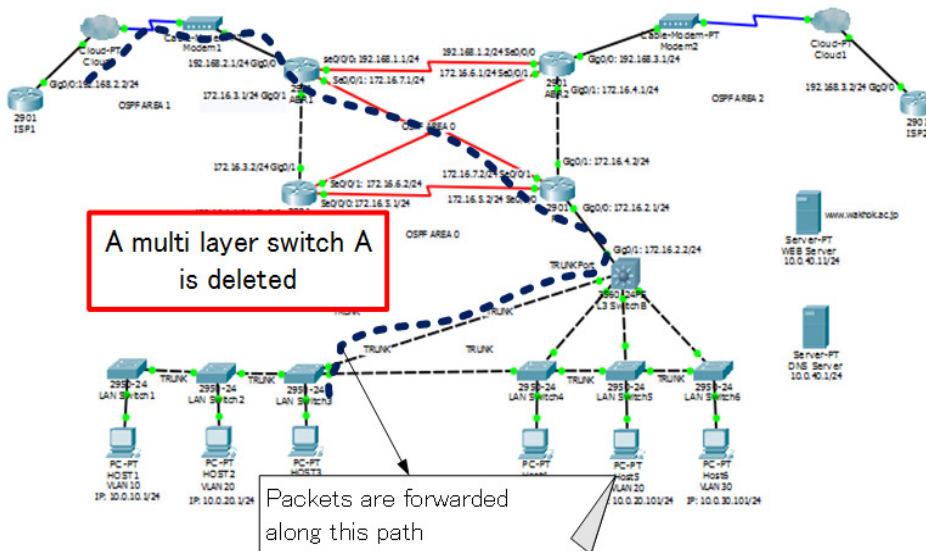 Cloud-PT
Cable-Modem-PT
Modem1
192.168.2.1/24 Gig0/0
Gig0/0:192.168.2.2/24
2901
ISP1
OSPF AREA 1
172.16.3.1/24 Gig0/1
2901
ABR1
se0/0/0: 192.168.1.1/24
Se0/0/1: 172.16.7.1/24
192.168.1.2/24 Se0/0/0
172.16.6.1/24 Se0/0/1
2901
ABR2
Gig0/0: 192.168.3.1/24
Gig0/1: 172.16.4.1/24
Cable-Modem-PT
Modem2
Cloud-PT
Cloud1
192.168.3.2/24 Gig0/0
2901
ISP2
OSPF AREA 2
OSPF AREA 0
172.16.3.2/24 Gig0/1
Se0/0/1: 172.16.6.2/24
Se0/0/0: 172.16.5.1/24
172.16.7.2/24 Se0/0/1
172.16.5.2/24 Se0/0/0
Gig0/1: 172.16.4.2/24
2901
Gig0/0: 172.16.2.1/24
OSPF AREA 0
A multi layer switch A
is deleted
Gig0/1: 172.16.2.2/24
TRUNK Port
L3 SwitchB
www.wakhok.ac.jp
Server-PT
WEB Server
10.0.40.11/24
Server-PT
DNS Server
10.0.40.1/24
TRUNK
TRUNK
TRUNK
TRUNK
TRUNK
TRUNK
TRUNK
TRUNK
2950-24
LAN Switch1
2950-24
LAN Switch2
2950-24
LAN Switch3
2950-24
LAN Switch4
2950-24
LAN Switch5
2950-24
LAN Switch6
PC-PT
HOST1
VLAN 10
IP: 10.0.10.1/24
PC-PT
HOST2
VLAN 20
IP: 10.0.20.1/24
PC-PT
HOST3
PC-PT
PC-PT
Host5
VLAN 20
10.0.20.101/24
PC-PT
Host6
VLAN 30
IP: 10.0.30.101/24
Packets are forwarded
along this path